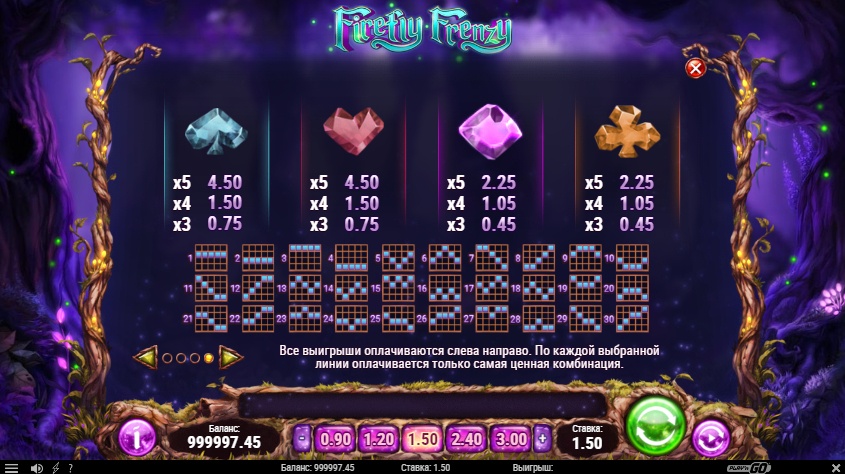 Firefly Frenzy
x5 4.50
x4 1.50
x3 0.75
x5 4.50
x4 1.50
x3 0.75
x5 2.25
x4 1.05
x3 0.45
x5 2.25
x4 1.05
x3 0.45
1 2 3 4 5 6 7 8 9 10
11 12 13 14 15 16 17 18 19 20
21 22 23 24 25 26 27 28 29 30
Все выигрыши оплачиваются слева направо. По каждой выбранной
линии оплачивается только самая ценная комбинация.
Баланс:
999997.45
- 0.90 1.20 1.50 2.40 3.00 +
Ставка:
1.50
? Баланс: 999997.45 Ставка: 1.50 Выигрыш: PLAY'N GO